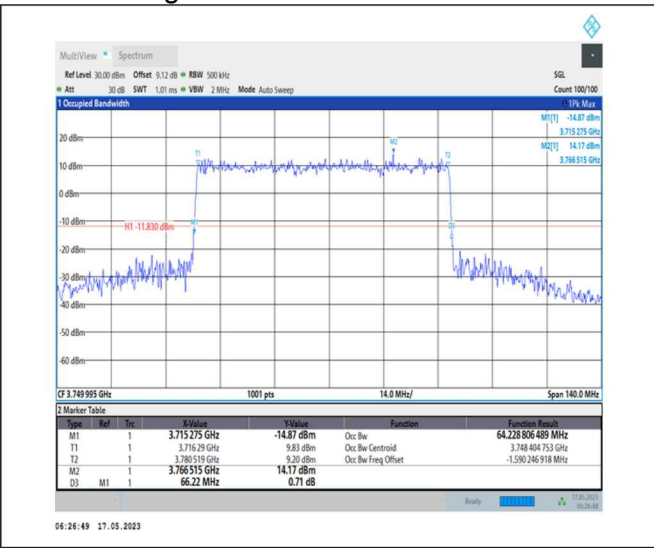 MultiView Spectrum
Ref Level 30.00 dBm Offset 9.12 dB RBW 500 kHz SGL
Att 30 dB SWT 1.01 ms VBW 2 MHz Mode Auto Sweep Count 100/100
1 Occupied Bandwidth 1Pk Max
M1[1] -14.87 dBm
3.715 275 GHz
20 dBm M2 M2[1] 14.17 dBm
T1 T2 3.766 515 GHz
10 dBm
0 dBm
-10 dBm M1
H1 -11.830 dBm D3
-20 dBm
-30 dBm
-40 dBm
-50 dBm
-60 dBm
CF 3.749 995 GHz 1001 pts 14.0 MHz/ Span 140.0 MHz
2 Marker Table
Type Ref Trc X-Value Y-Value Function Function Result
M1 1 3.715 275 GHz -14.87 dBm Occ Bw 64.228 806 489 MHz
T1 1 3.716 29 GHz 9.83 dBm Occ Bw Centroid 3.748 404 753 GHz
T2 1 3.780 519 GHz 9.20 dBm Occ Bw Freq Offset -1.590 246 918 MHz
M2 1 3.766 515 GHz 14.17 dBm
D3 M1 1 66.22 MHz 0.71 dB
Ready 17.05.2023
06:26:48
06:26:49 17.05.2023